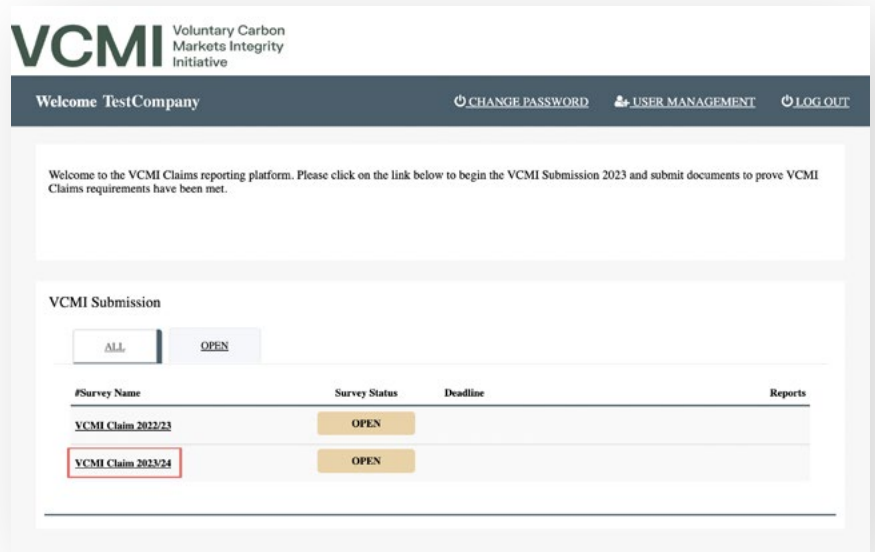 VCMI Voluntary Carbon
Markets Integrity
Initiative
Welcome TestCompany
CHANGE PASSWORD
USER MANAGEMENT
LOG OUT
Welcome to the VCMI Claims reporting platform. Please click on the link below to begin the VCMI Submission 2023 and submit documents to prove VCMI
Claims requirements have been met.
VCMI Submission
ALL
OPEN
#Survey Name Survey Status Deadline Reports
VCMI Claim 2022/23 OPEN
VCMI Claim 2023/24 OPEN